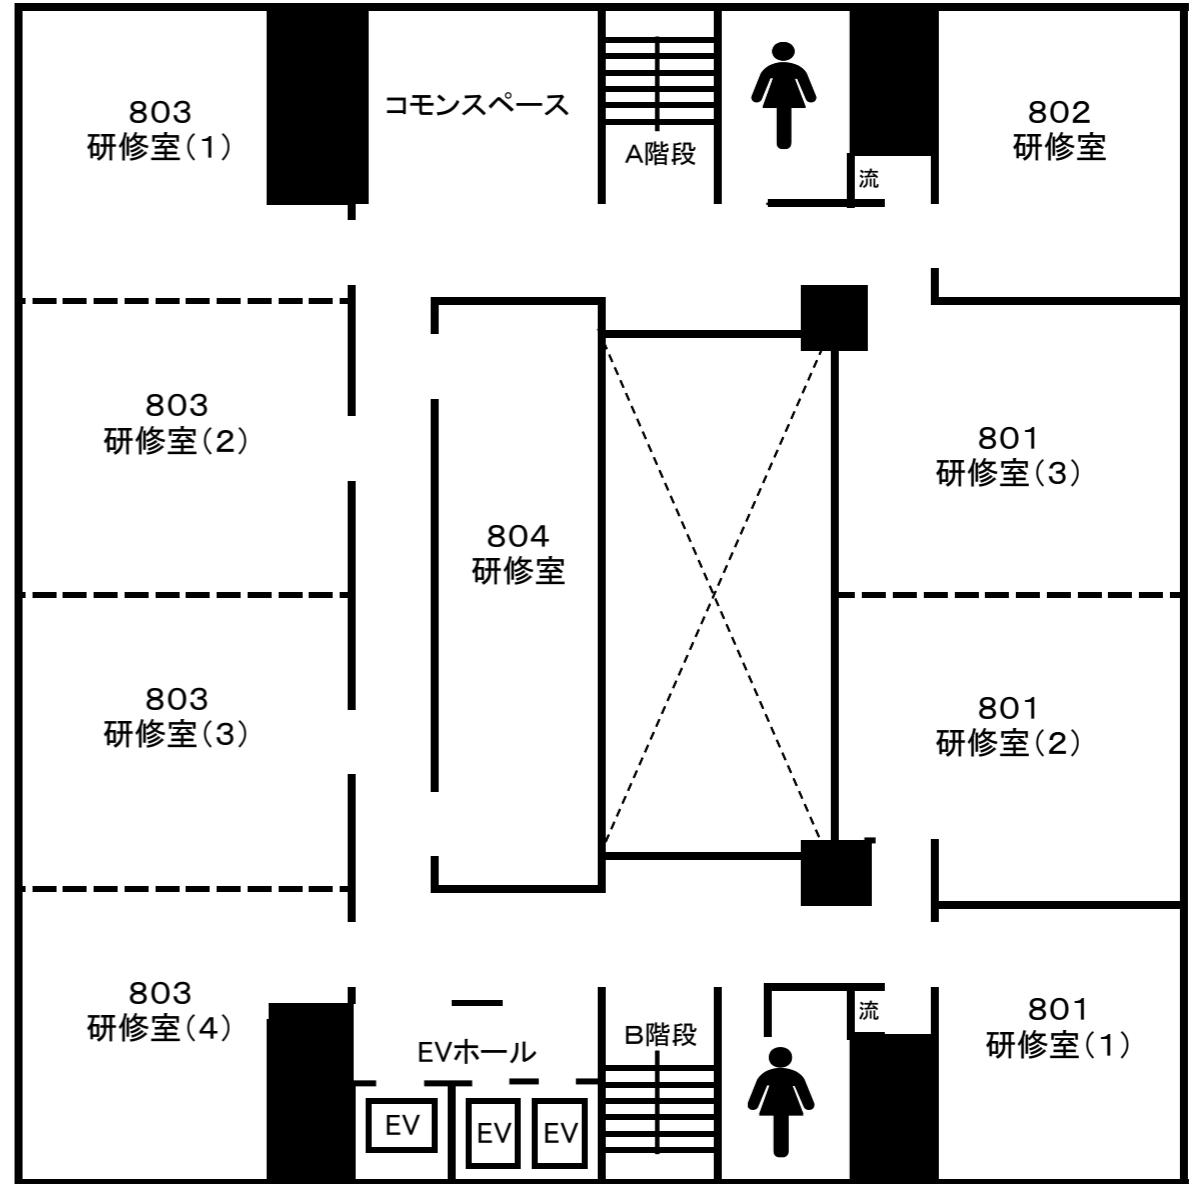 803
研修室（1）
コモンスペース
A階段
流
802
研修室
803
研修室（2）
804
研修室
801
研修室（3）
803
研修室（3）
801
研修室（2）
803
研修室（4）
EVホール
B階段
流
801
研修室（1）
EV
EV
EV